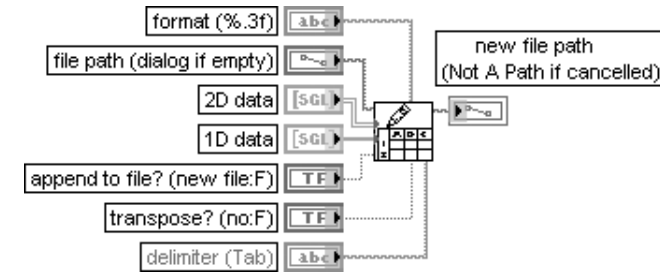 format (%.3f)
abc
new file path
(Not A Path if cancelled)
file path (dialog if empty)
2D data
[SGL]
1D data
[SGL]
append to file? (new file:F)
TF
transpose? (no:F)
TF
delimiter (Tab)
abc